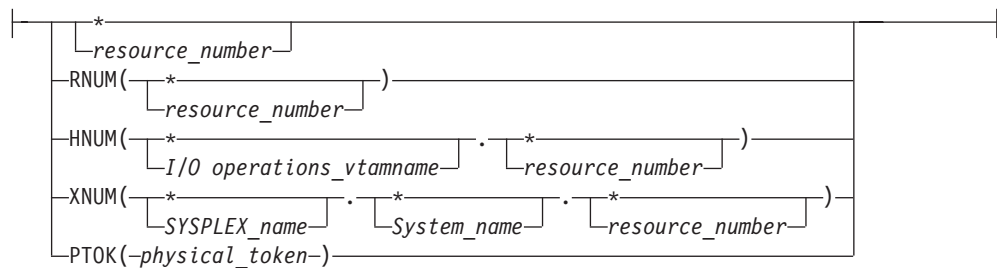 *
resource_number
RNUM( * )
resource_number
HNUM( * . * )
I/O operations_vtamname resource_number
XNUM( * . * . * )
SYSPLEX_name System_name resource_number
PTOK( physical_token )